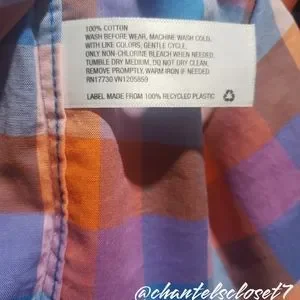 100% COTTON
WASH BEFORE WEAR, MACHINE WASH COLD,
WITH LIKE COLORS, GENTLE CYCLE,
ONLY NON-CHLORINE BLEACH WHEN NEEDED,
TUMBLE DRY MEDIUM, DO NOT DRY CLEAN,
REMOVE PROMPTLY, WARM IRON IF NEEDED.
RN17730 VN1205859
LABEL MADE FROM 100% RECYCLED PLASTIC
@chantelscloset7